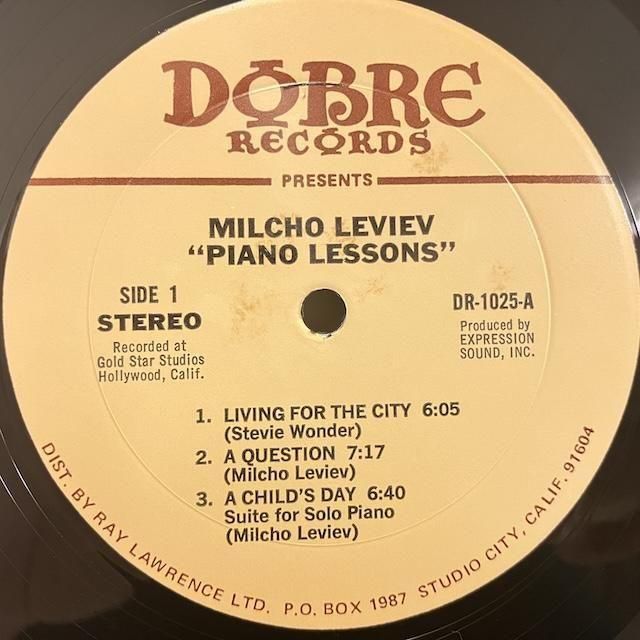 DOBRE
RECORDS
PRESENTS
MILCHO LEVIEV
“PIANO LESSONS”
SIDE 1
STEREO
Recorded at
Gold Star Studios
Hollywood, Calif.
DR-1025-A
Produced by
EXPRESSION
SOUND, INC.
1. LIVING FOR THE CITY 6:05
(Stevie Wonder)
2. A QUESTION 7:17
(Milcho Leviev)
3. A CHILD'S DAY 6:40
Suite for Solo Piano
(Milcho Leviev)
DIST. BY RAY LAWRENCE LTD. P.O. BOX 1987 STUDIO CITY, CALIF. 91604